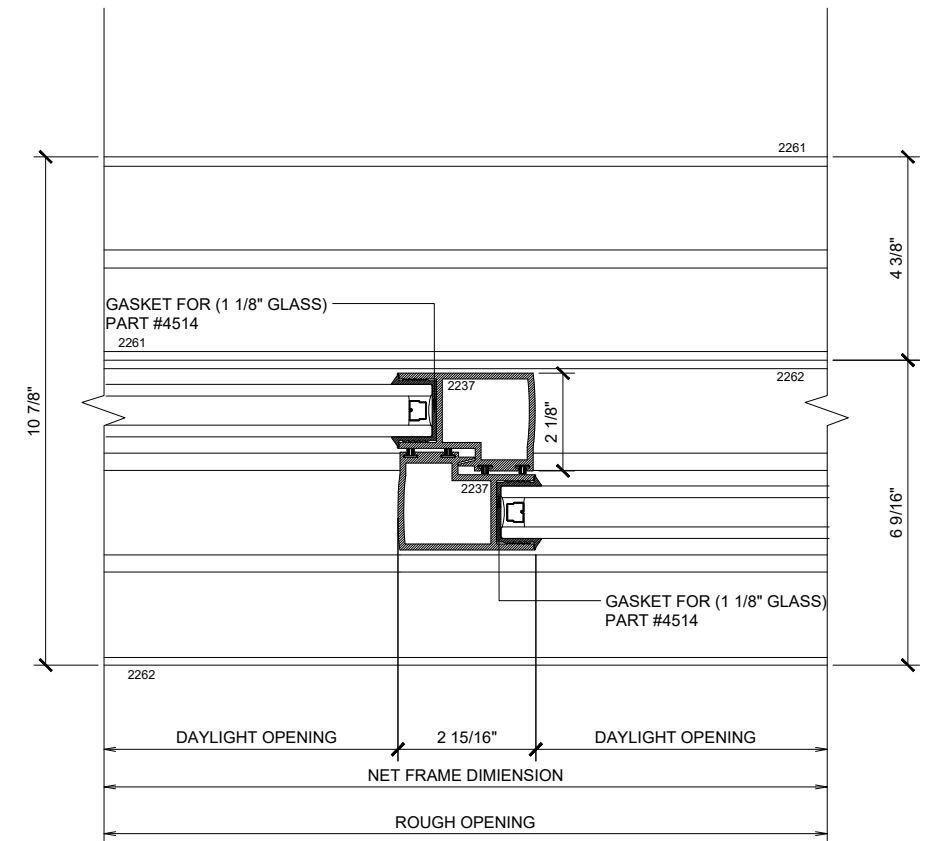 2261
4 3/8"
GASKET FOR (1 1/8" GLASS)
PART #4514
2261
2262
2237
10 7/8"
2 1/8"
2237
6 9/16"
GASKET FOR (1 1/8" GLASS)
PART #4514
2262
DAYLIGHT OPENING
2 15/16"
DAYLIGHT OPENING
NET FRAME DIMIENSION
ROUGH OPENING